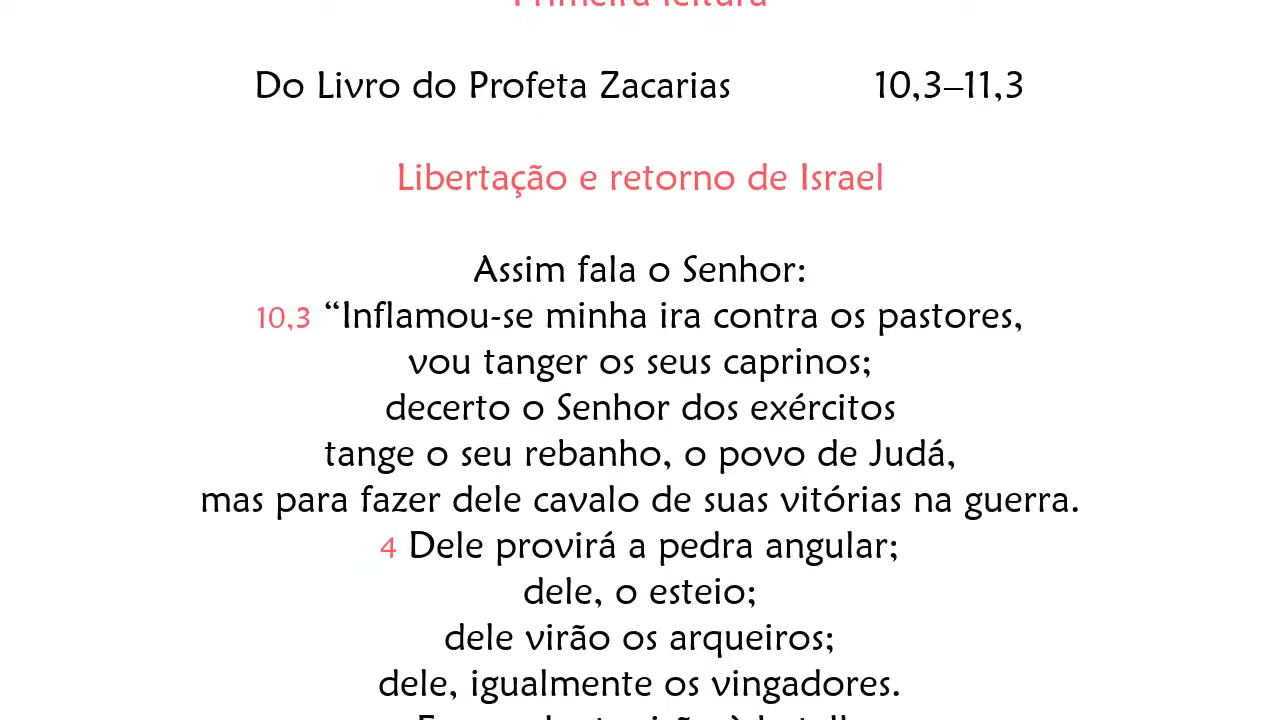 Primeira leitura
Do Livro do Profeta Zacarias 10,3–11,3
Libertação e retorno de Israel
Assim fala o Senhor:
10,3 “Inflamou-se minha ira contra os pastores,
vou tanger os seus caprinos;
decerto o Senhor dos exércitos
tange o seu rebanho, o povo de Judá,
mas para fazer dele cavalo de suas vitórias na guerra.
4 Dele provirá a pedra angular;
dele, o esteio;
dele virão os arqueiros;
dele, igualmente os vingadores.